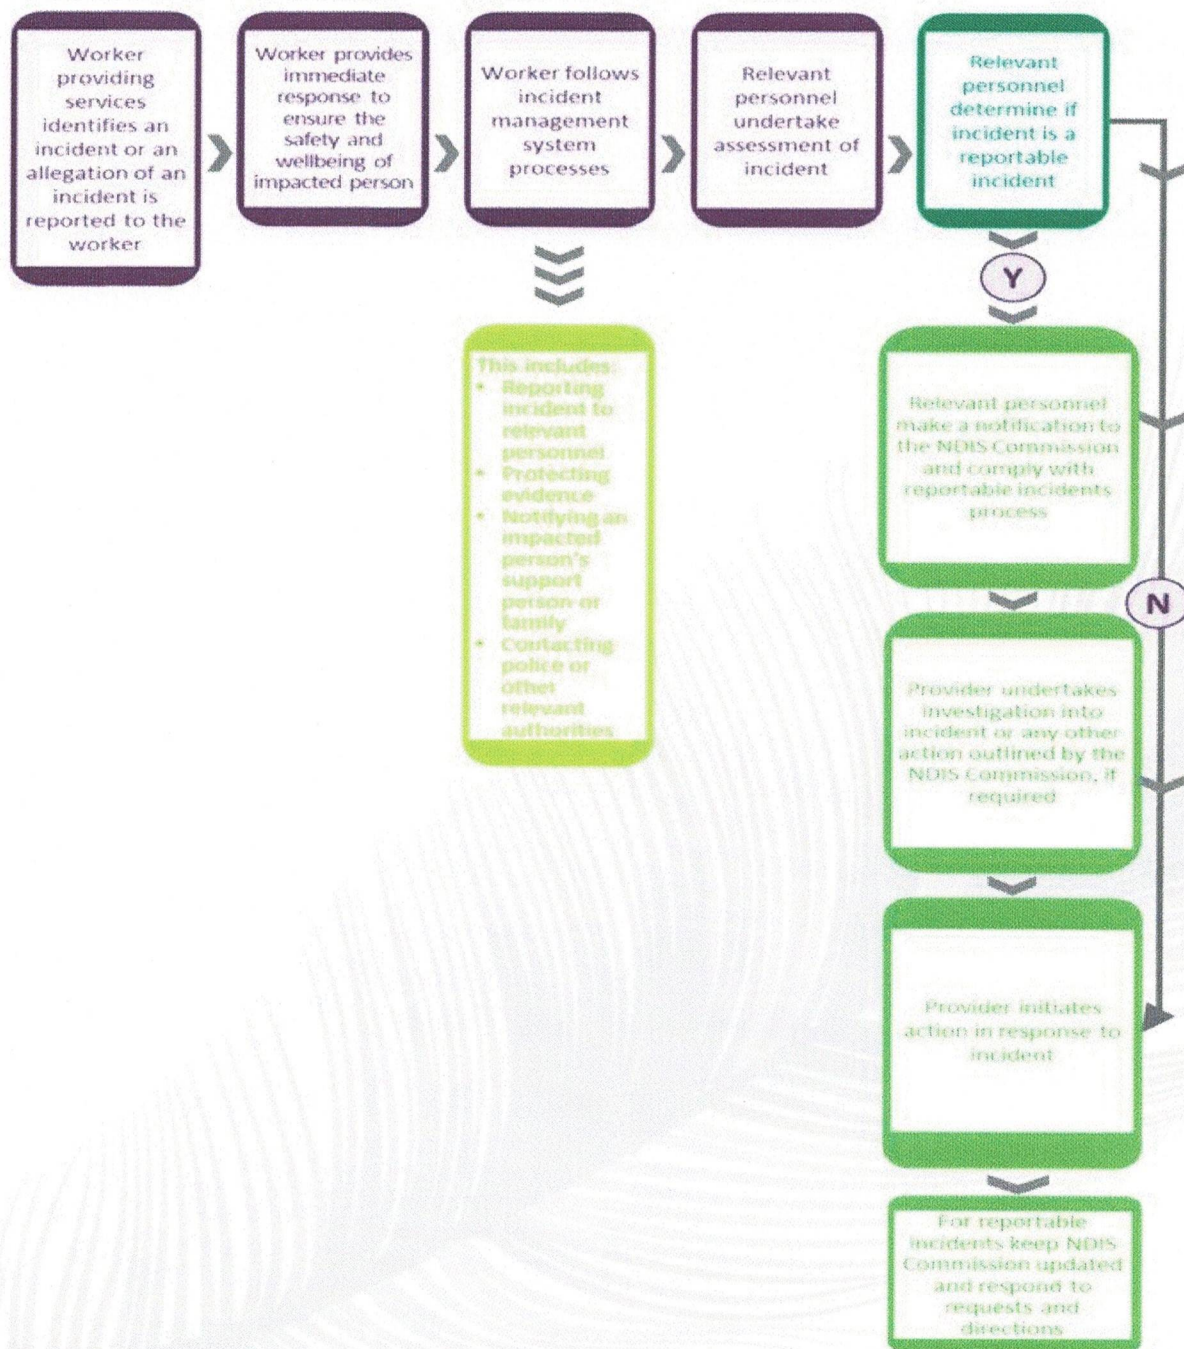 Worker
providing
services
identifies an
incident or an
allegation of an
incident is
reported to the
worker
Worker provides
immediate
response to
ensure the
safety and
wellbeing of
impacted person
Worker follows
incident
management
system
processes
Relevant
personnel
undertake
assessment of
incident
Relevant
personnel
determine if
incident is a
reportable
incident
This includes:
• Reporting
incident to
relevant
personnel
• Protecting
evidence
• Notifying an
impacted
person's
support
person or
family
• Contacting
police or
other
relevant
authorities
Y
Relevant personnel
make a notification to
the NDIS Commission
and comply with
reportable incidents
process
N
Provider undertakes
investigation into
incident or any other
action outlined by the
NDIS Commission, if
required
Provider initiates
action in response to
incident
For reportable
incidents keep NDIS
Commission updated
and respond to
requests and
directions